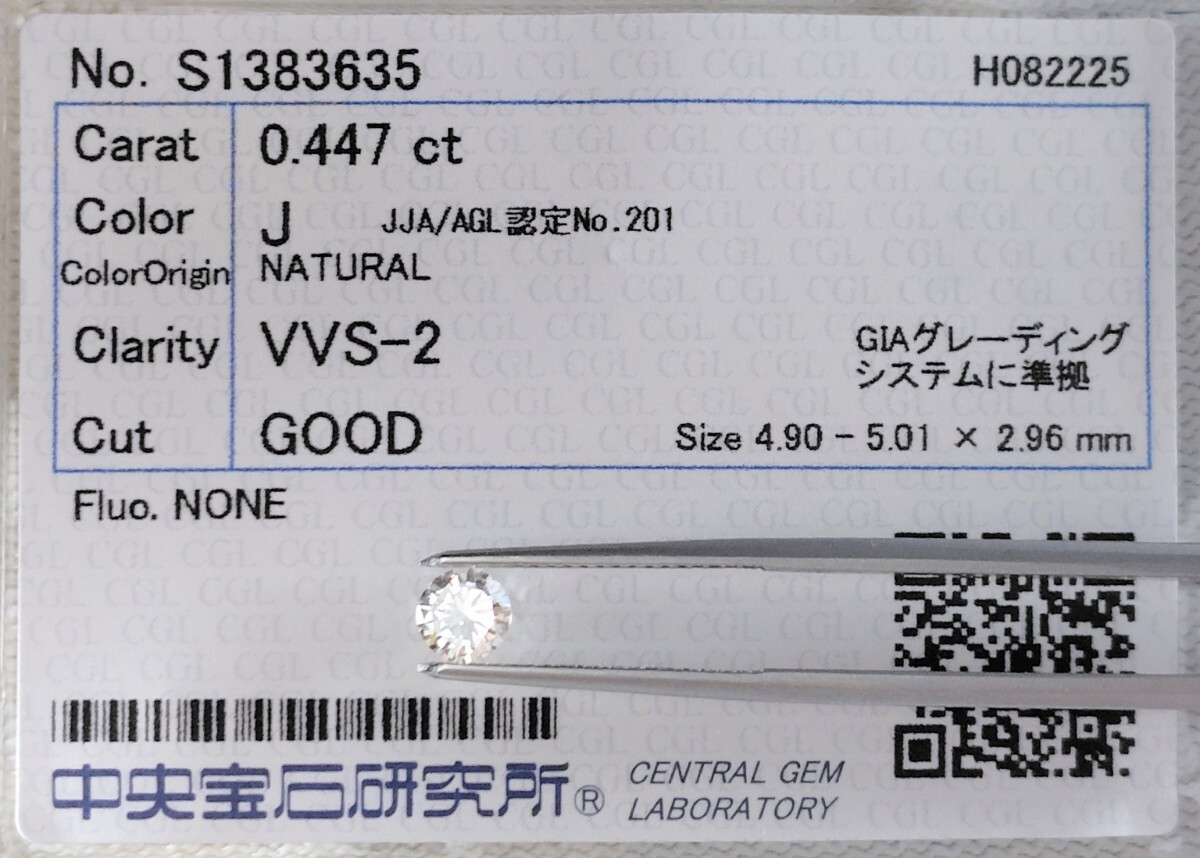 No. S1383635 H082225
Carat 0.447 ct
Color J JJA/AGL認定No.201
ColorOrigin NATURAL
Clarity VVS-2 GIAグレーディング
システムに準拠
Cut GOOD Size 4.90 - 5.01 × 2.96 mm
Fluo. NONE
中央宝石研究所® CENTRAL GEM
LABORATORY